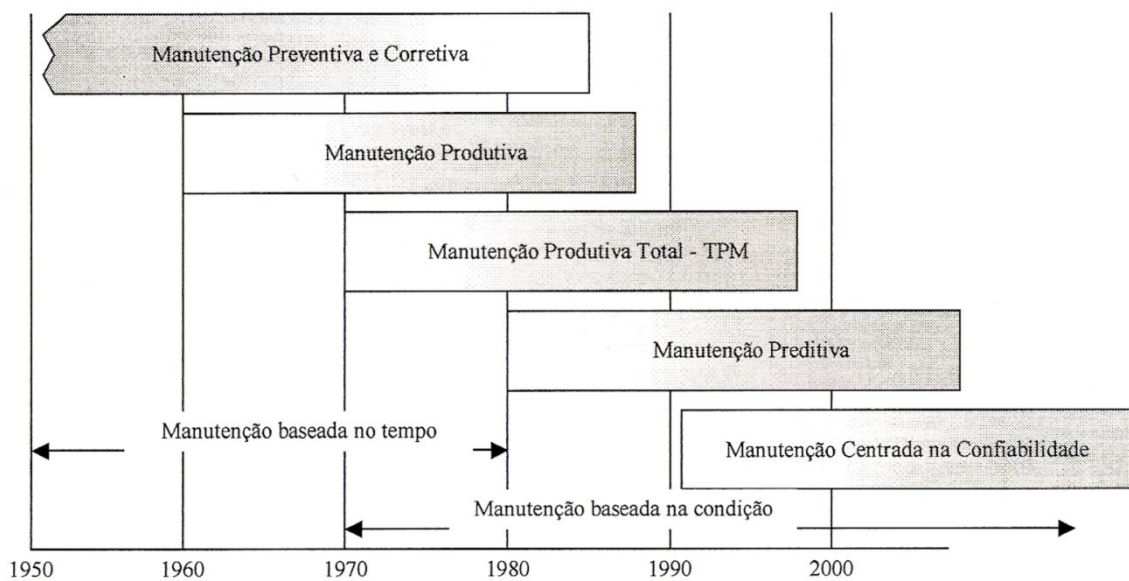 Manutenção Preventiva e Corretiva
Manutenção Produtiva
Manutenção Produtiva Total - TPM
Manutenção Preditiva
Manutenção baseada no tempo
Manutenção Centrada na Confiabilidade
Manutenção baseada na condição
1950 1960 1970 1980 1990 2000